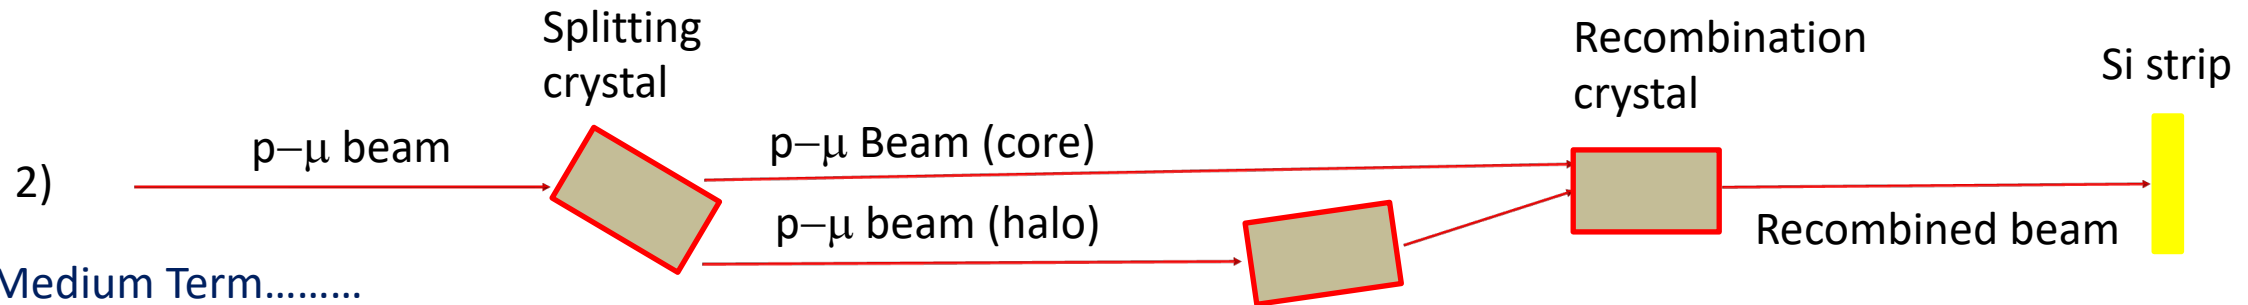 Splitting
crystal
Recombination
crystal
Si strip
p−μ beam
p−μ Beam (core)
2)
p−μ beam (halo)
Recombined beam
Medium Term.........